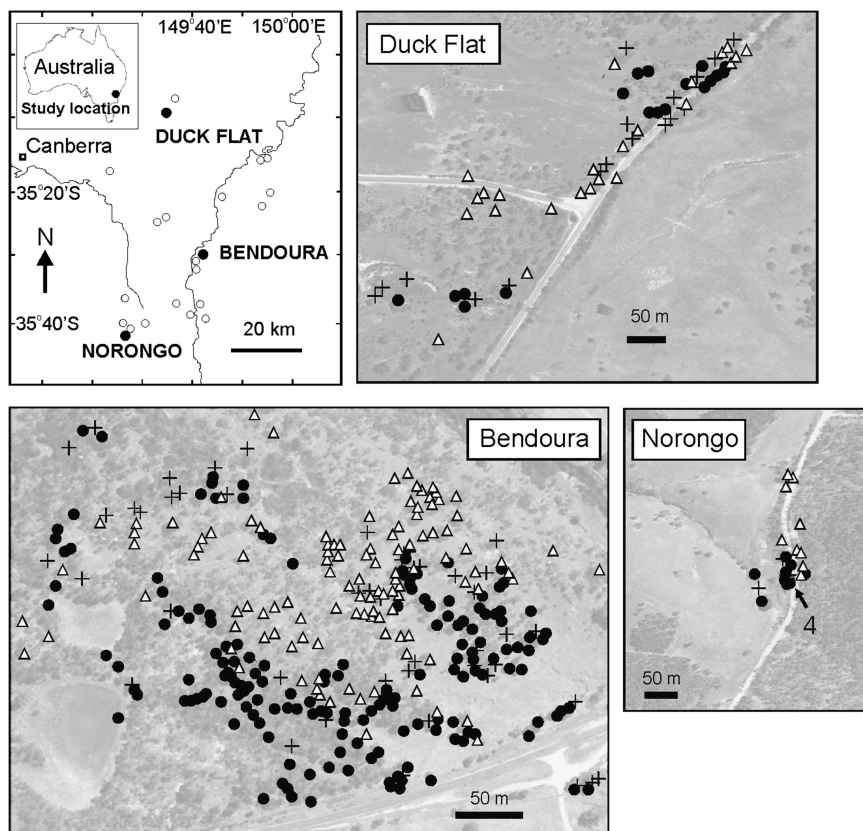 149°40'E
150°00'E
Australia
Study location
Canberra
DUCK FLAT
35°20'S
N
BENDOURA
35°40'S
NORONGO
20 km
Duck Flat
50 m
Bendoura
50 m
Norongo
4
50 m